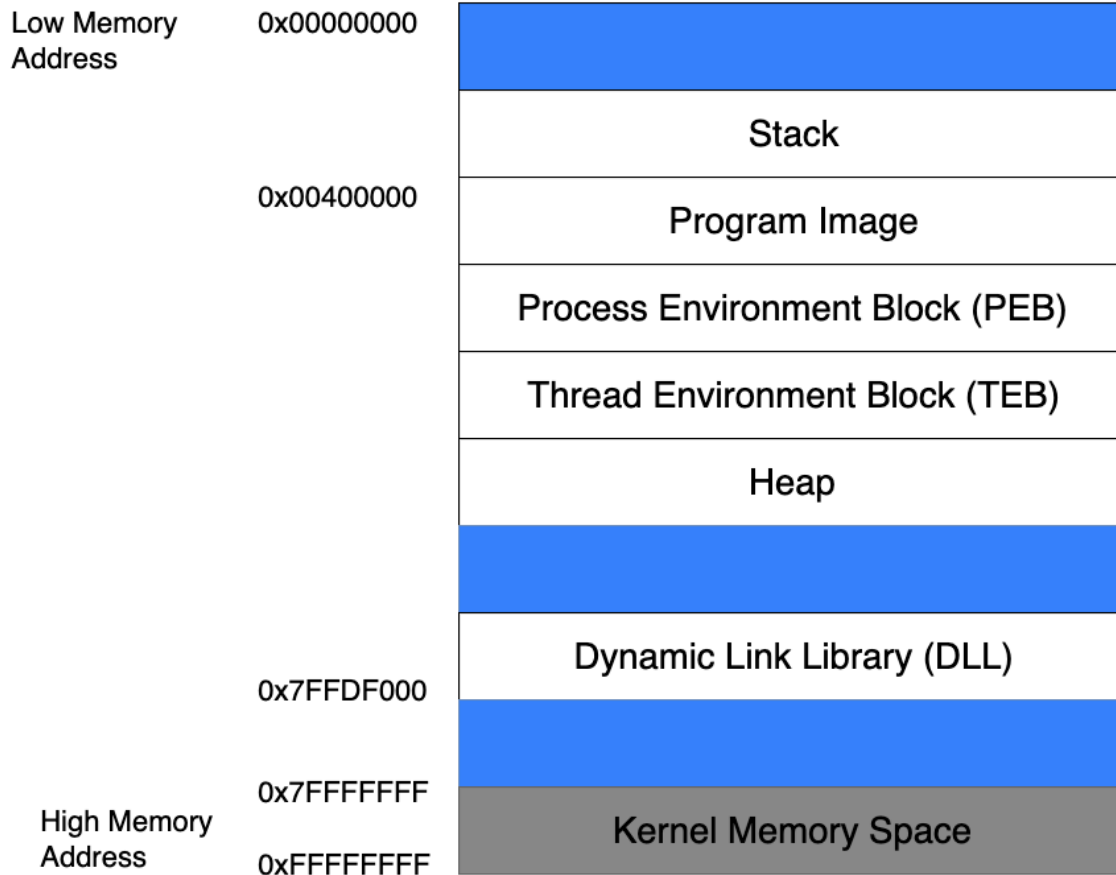 Low Memory
Address
0x00000000
Stack
0x00400000
Program Image
Process Environment Block (PEB)
Thread Environment Block (TEB)
Heap
Dynamic Link Library (DLL)
0x7FFDF000
0x7FFFFFFF
High Memory
Address
Kernel Memory Space
0xFFFFFFFF